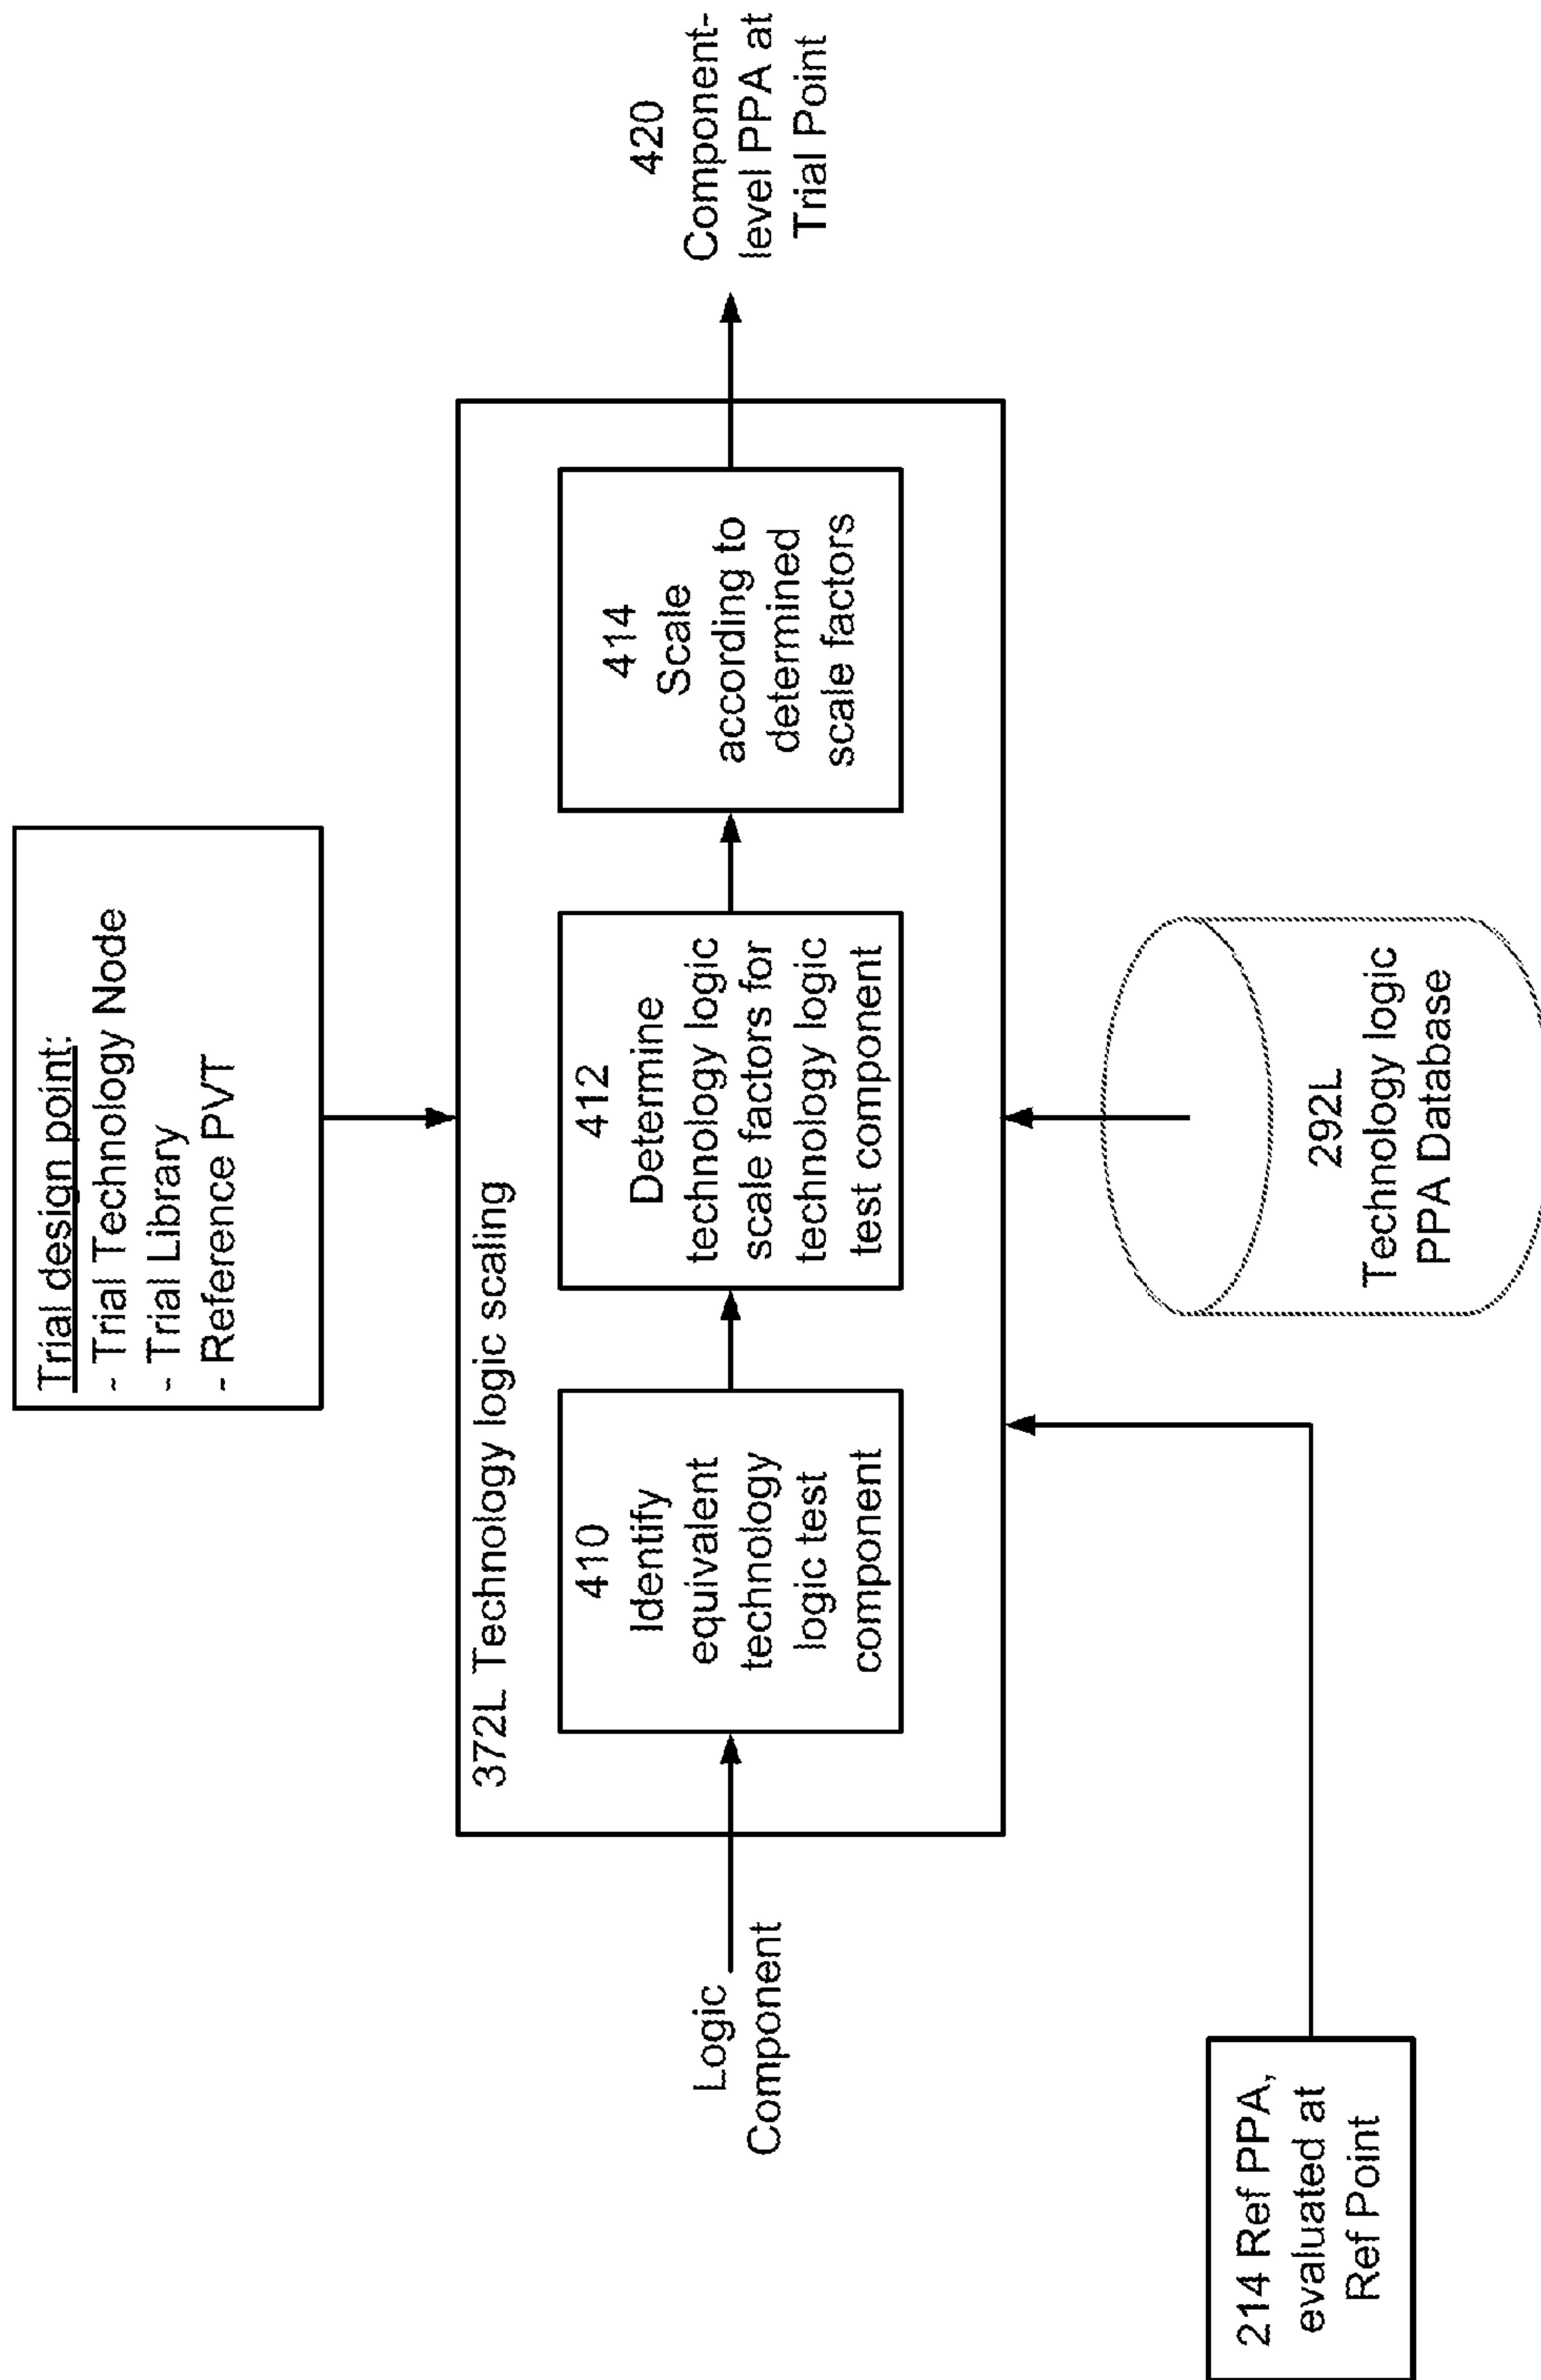 Trial design point:
- Trial Technology Node
- Trial Library
- Reference PVT
372L Technology logic scaling
Logic
Component
410
Identify
equivalent
technology
logic test
component
412
Determine
technology logic
scale factors for
technology logic
test component
414
Scale
according to
determined
scale factors
420
Component-
level PPA at
Trial Point
214 Ref PPA,
evaluated at
Ref Point
292L
Technology logic
PPA Database